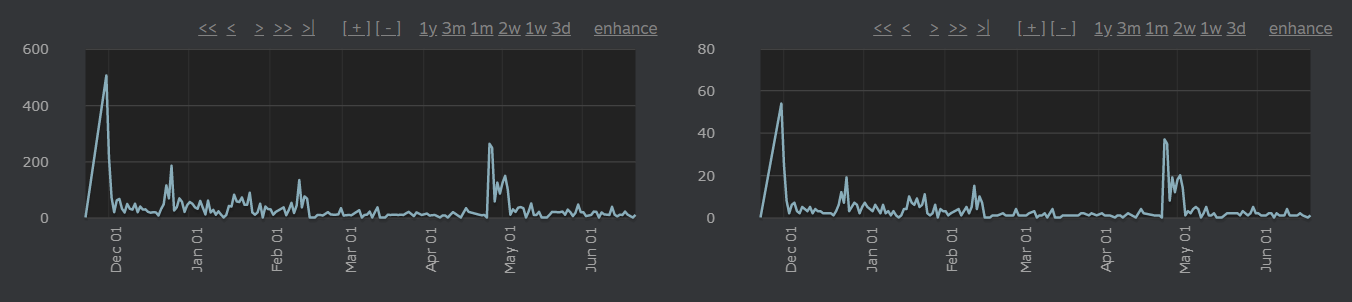 << < > >> >| [ + ] [ - ] 1y 3m 1m 2w 1w 3d enhance
600
400
200
0
Dec 01 Jan 01 Feb 01 Mar 01 Apr 01 May 01 Jun 01
<< < > >> >| [ + ] [ - ] 1y 3m 1m 2w 1w 3d enhance
80
60
40
20
0
Dec 01 Jan 01 Feb 01 Mar 01 Apr 01 May 01 Jun 01